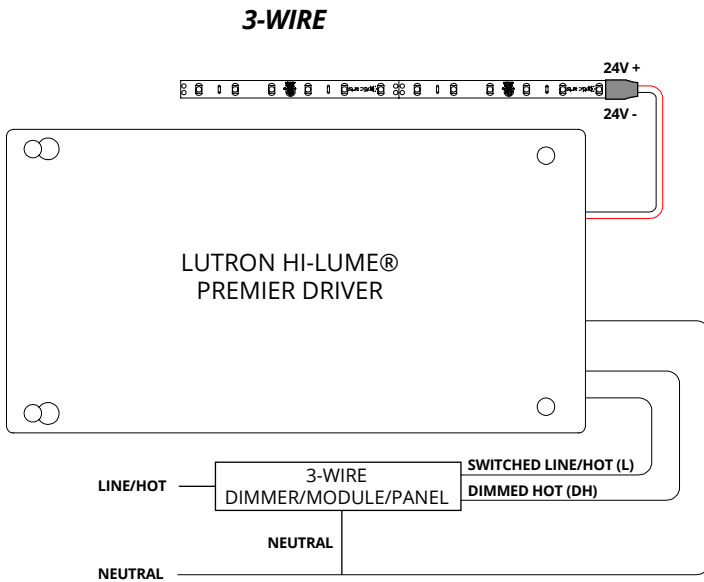 3-WIRE
24V +
24V -
LUTRON HI-LUME®
PREMIER DRIVER
SWITCHED LINE/HOT (L)
3-WIRE
DIMMER/MODULE/PANEL
LINE/HOT
DIMMED HOT (DH)
NEUTRAL
NEUTRAL